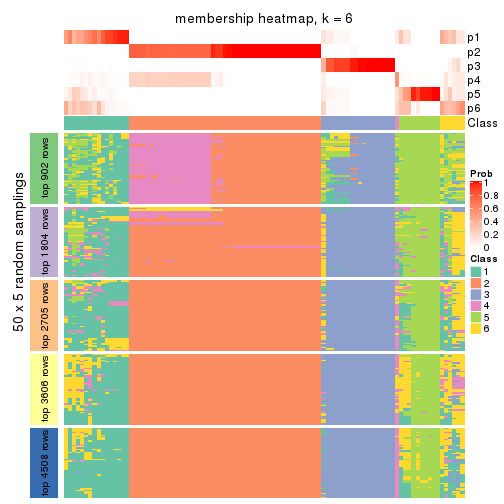 membership heatmap, k = 6
p1
p2
p3
p4
p5
p6
Class
50 x 5 random samplings
top 902 rows
top 1804 rows
top 2705 rows
top 3606 rows
top 4508 rows
Prob
1
0.8
0.6
0.4
0.2
0
Class
1
2
3
4
5
6